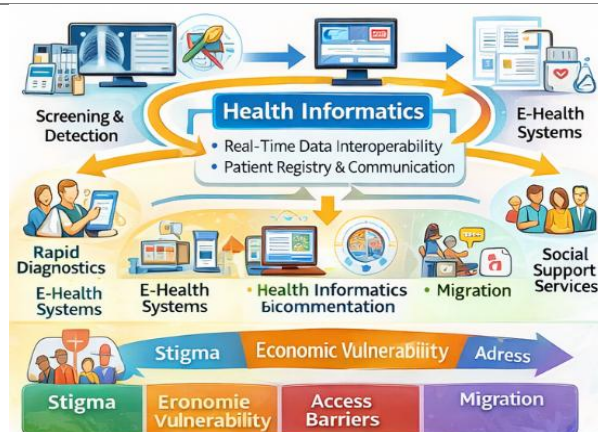 Screening &
Detection
Health Informatics
• Real-Time Data Interoperability
• Patient Registry & Communication
E-Health
Systems
Rapid
Diagnostics
E-Health
Systems
E-Health
Systems
• Health Informatics
Bicommentation
• Migration
Social
Support
Services
Stigma
Economic Vulnerability
Adress
Stigma
Eronomie
Vulnerability
Access
Barriers
Migration